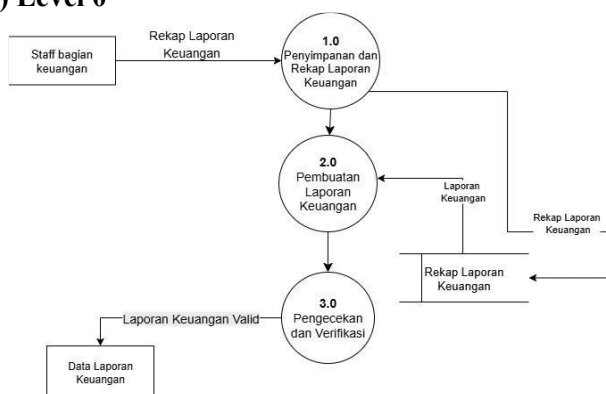 ) Level 0
Staff bagian
keuangan
Rekap Laporan
Keuangan
1.0
Penyimpanan dan
Rekap Laporan
Keuangan
2.0
Pembuatan
Laporan
Keuangan
Laporan
Keuangan
Rekap Laporan
Keuangan
Rekap Laporan
Keuangan
3.0
Pengecekan
dan Verifikasi
Laporan Keuangan Valid
Data Laporan
Keuangan